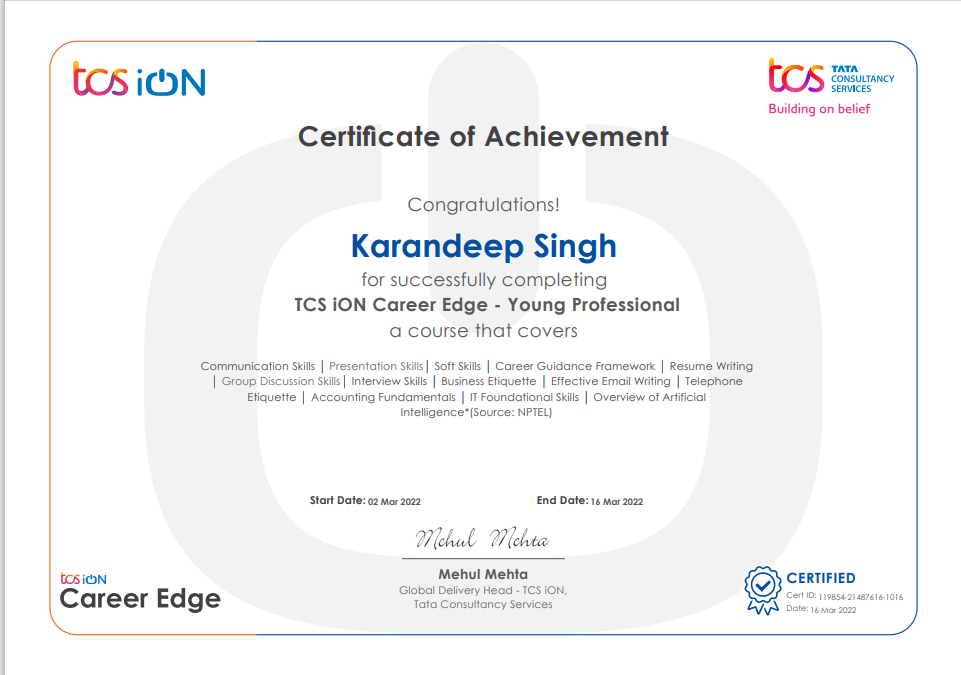 tcs iON
tcs TATA
CONSULTANCY
SERVICES
Building on belief
Certificate of Achievement
Congratulations!
Karandeep Singh
for successfully completing
TCS iON Career Edge - Young Professional
a course that covers
Communication Skills | Presentation Skills | Soft Skills | Career Guidance Framework | Resume Writing
| Group Discussion Skills | Interview Skills | Business Etiquette | Effective Email Writing | Telephone
Etiquette | Accounting Fundamentals | IT Foundational Skills | Overview of Artificial
Intelligence*(Source: NPTEL)
Start Date: 02 Mar 2022 End Date: 16 Mar 2022
Mehul Mehta
Mehul Mehta
Global Delivery Head - TCS iON,
Tata Consultancy Services
tcs iON
Career Edge
CERTIFIED
Cert ID: 119854-21487616-1016
Date: 16 Mar 2022